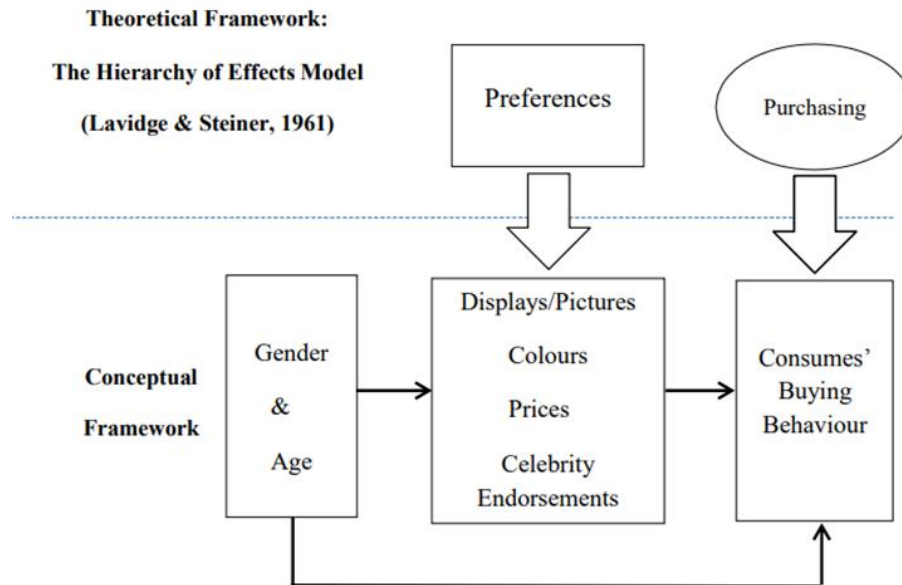 Theoretical Framework:
The Hierarchy of Effects Model
(Lavidge & Steiner, 1961)
Preferences
Purchasing
Conceptual
Framework
Gender
&
Age
Displays/Pictures
Colours
Prices
Celebrity
Endorsements
Consumes’
Buying
Behaviour